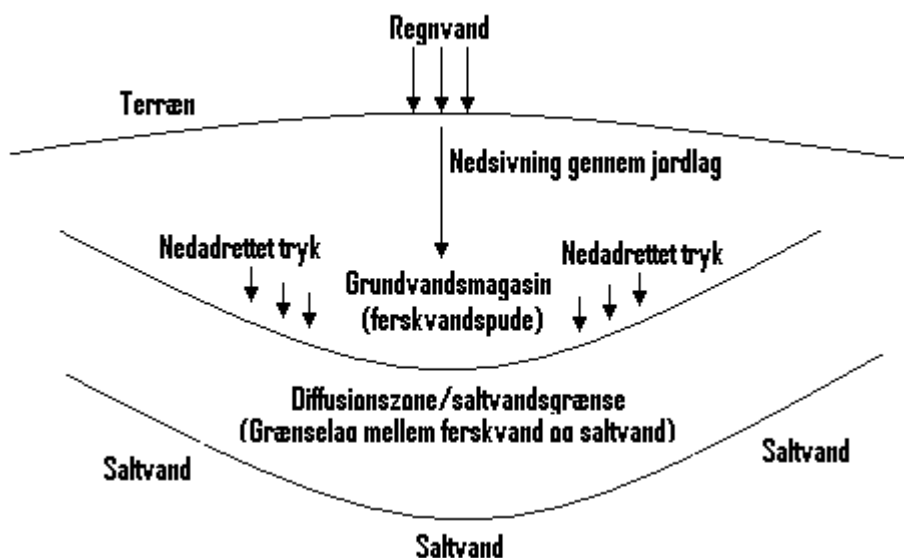 Regnvand
Terræn
Nedsivning gennem jordlag
Nedadrettet tryk
Nedadrettet tryk
Grundvandsmagasin
(ferskvandspude)
Diffusionszone/saltvandsgrænse
(Grænselag mellem ferskvand og saltvand)
Saltvand
Saltvand
Saltvand